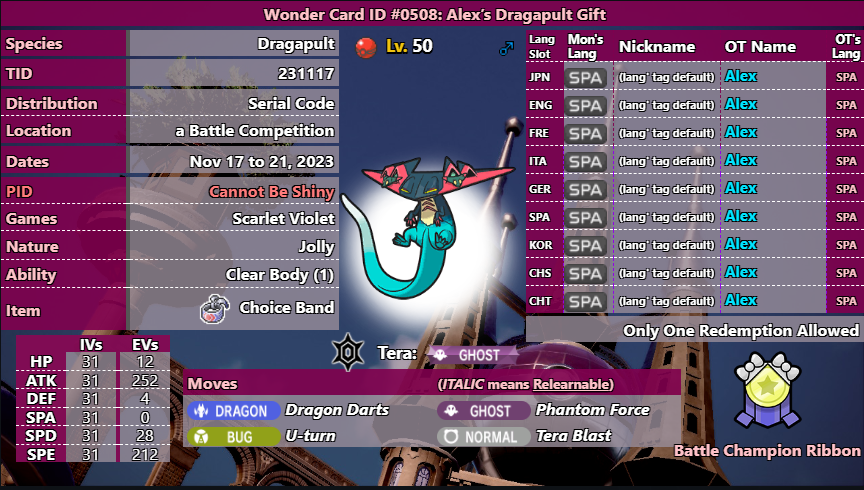 Wonder Card ID #0508: Alex’s Dragapult Gift
Species Dragapult
TID 231117
Distribution Serial Code
Location a Battle Competition
Dates Nov 17 to 21, 2023
PID Cannot Be Shiny
Games Scarlet Violet
Nature Jolly
Ability Clear Body (1)
Item Choice Band
Lv. 50 ♂
Lang Slot Mon's Lang Nickname OT Name OT's Lang
JPN SPA (lang' tag default) Alex SPA
ENG SPA (lang' tag default) Alex SPA
FRE SPA (lang' tag default) Alex SPA
ITA SPA (lang' tag default) Alex SPA
GER SPA (lang' tag default) Alex SPA
SPA SPA (lang' tag default) Alex SPA
KOR SPA (lang' tag default) Alex SPA
CHS SPA (lang' tag default) Alex SPA
CHT SPA (lang' tag default) Alex SPA
Only One Redemption Allowed
IVs EVs
HP 31 12
ATK 31 252
DEF 31 4
SPA 31 0
SPD 31 28
SPE 31 212
Tera: GHOST
Moves (ITALIC means Relearnable)
DRAGON Dragon Darts GHOST Phantom Force
BUG U-turn NORMAL Tera Blast
Battle Champion Ribbon